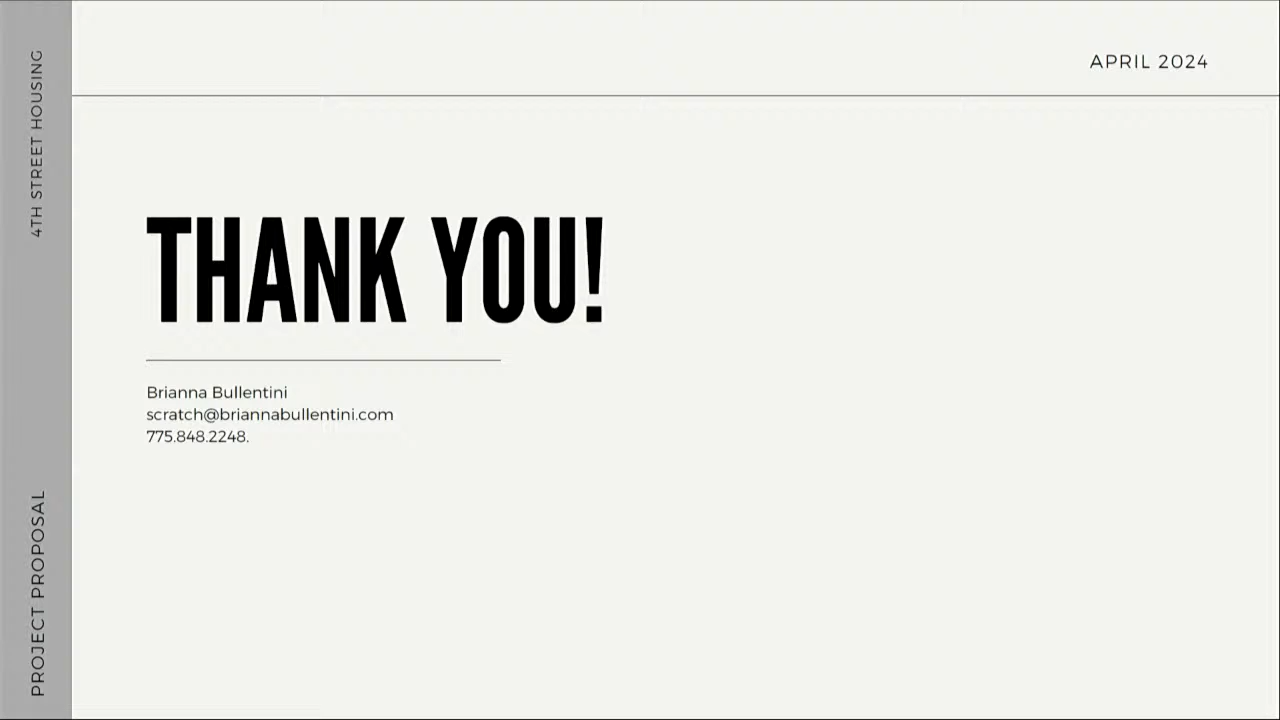 4TH STREET HOUSING
PROJECT PROPOSAL
APRIL 2024
THANK YOU!
Brianna Bullentini
scratch@briannabullentini.com
775.848.2248.